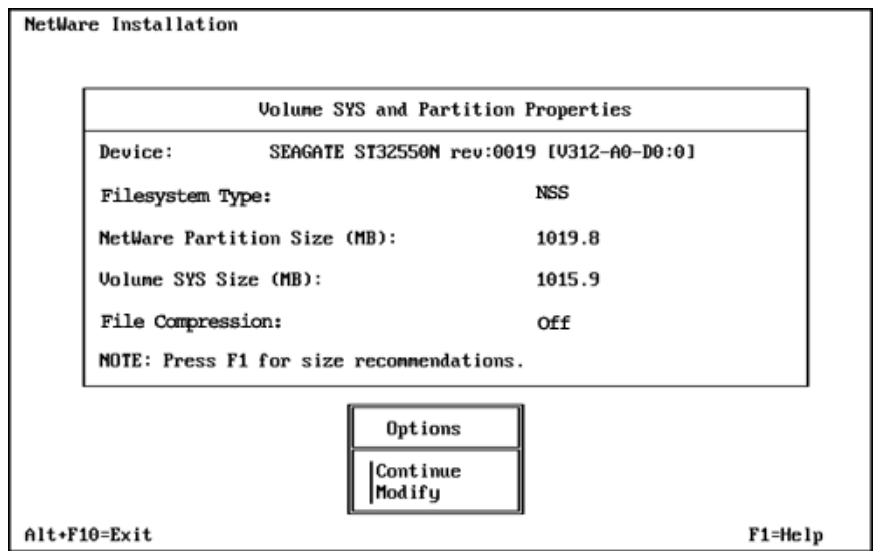 NetWare Installation
Volume SYS and Partition Properties
Device: SEAGATE ST32550N rev:0019 [V312-A0-D0:0]
Filesystem Type: NSS
NetWare Partition Size (MB): 1019.8
Volume SYS Size (MB): 1015.9
File Compression: Off
NOTE: Press F1 for size recommendations.
Options
Continue
Modify
Alt+F10=Exit F1=Help